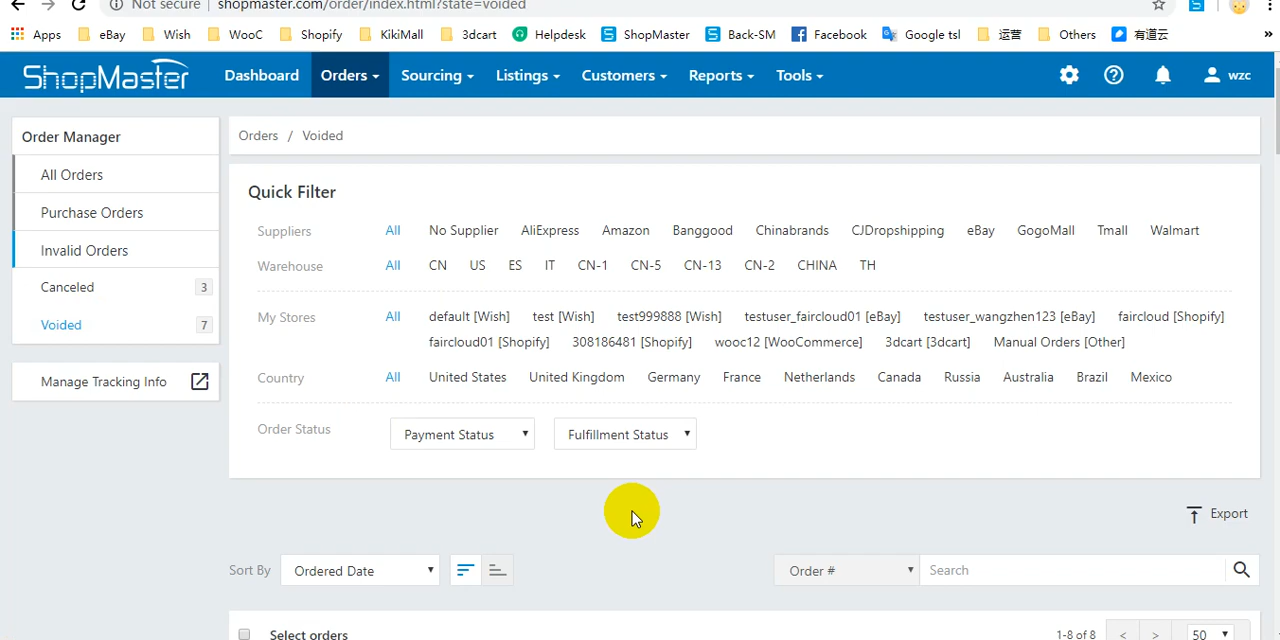 Not secure shopmaster.com/order/index.html?state=voided
Apps eBay Wish WooC Shopify KikiMall 3dcart Helpdesk ShopMaster Back-SM Facebook Google tsl 运营 Others 有道云 »
ShopMaster Dashboard Orders Sourcing Listings Customers Reports Tools wzc
Order Manager
All Orders
Purchase Orders
Invalid Orders
Canceled 3
Voided 7
Manage Tracking Info
Orders / Voided
Quick Filter
Suppliers All No Supplier AliExpress Amazon Banggood Chinabrands CJDropshipping eBay GogoMall Tmall Walmart
Warehouse All CN US ES IT CN-1 CN-5 CN-13 CN-2 CHINA TH
My Stores All default [Wish] test [Wish] test999888 [Wish] testuser_faircloud01 [eBay] testuser_wangzhen123 [eBay] faircloud [Shopify]
faircloud01 [Shopify] 308186481 [Shopify] wooc12 [WooCommerce] 3dcart [3dcart] Manual Orders [Other]
Country All United States United Kingdom Germany France Netherlands Canada Russia Australia Brazil Mexico
Order Status Payment Status Fulfillment Status
Export
Sort By Ordered Date Order # Search
Select orders 1-8 of 8 < > 50